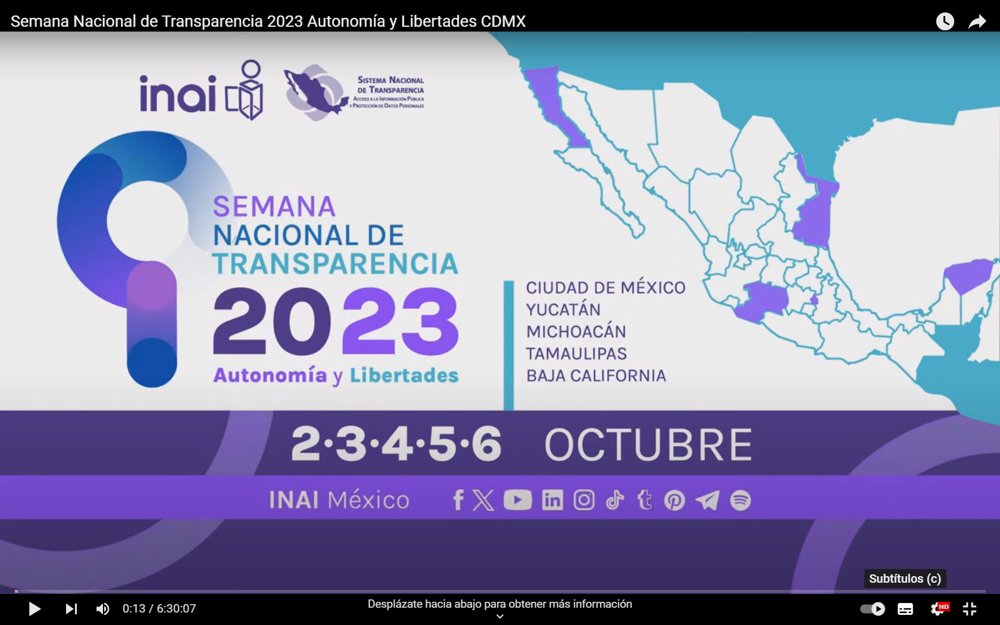 Semana Nacional de Transparencia 2023 Autonomía y Libertades CDMX
inai
SISTEMA NACIONAL
DE TRANSPARENCIA
ACCESO A LA INFORMACIÓN PÚBLICA
Y PROTECCIÓN DE DATOS PERSONALES
SEMANA
NACIONAL DE
TRANSPARENCIA
2023
Autonomía y Libertades
CIUDAD DE MÉXICO
YUCATÁN
MICHOACÁN
TAMAULIPAS
BAJA CALIFORNIA
2·3·4·5·6 OCTUBRE
INAI México
Subtítulos (c)
0:13 / 6:30:07
Desplázate hacia abajo para obtener más información
HD